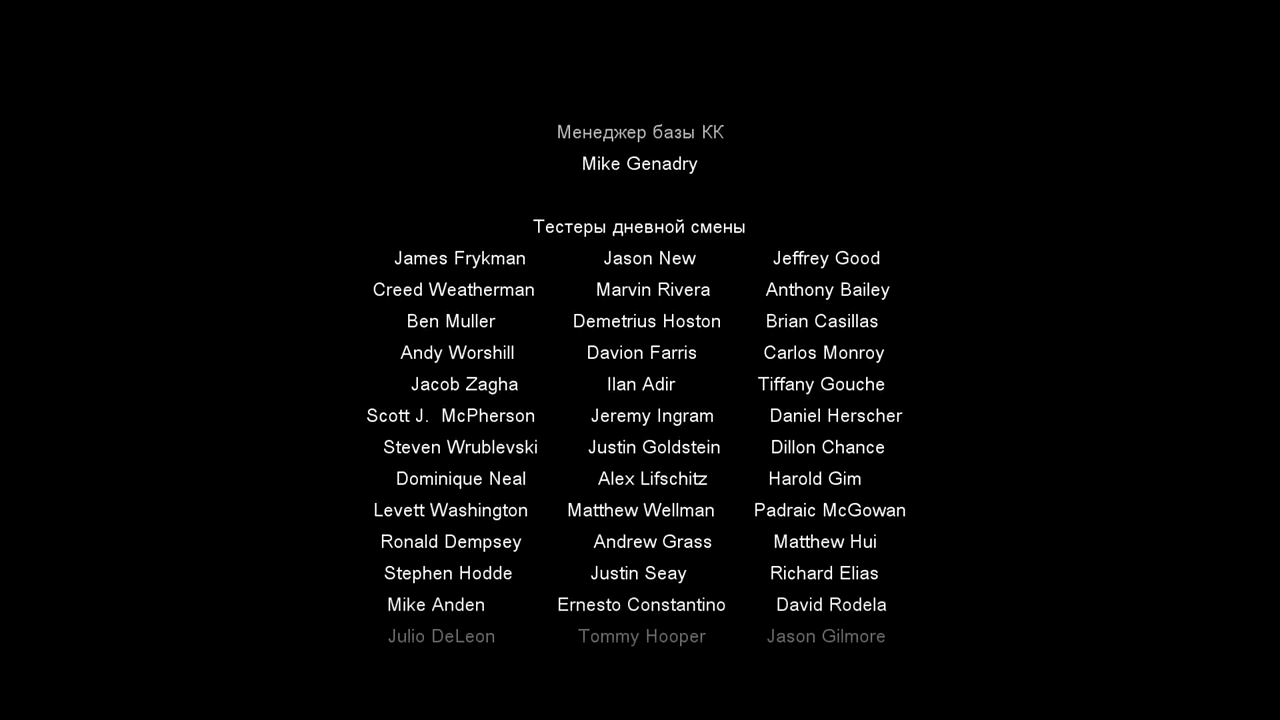 Менеджер базы КК
Mike Genadry
Тестеры дневной смены
James Frykman Jason New Jeffrey Good
Creed Weatherman Marvin Rivera Anthony Bailey
Ben Muller Demetrius Hoston Brian Casillas
Andy Worshill Davion Farris Carlos Monroy
Jacob Zagha Ilan Adir Tiffany Gouche
Scott J. McPherson Jeremy Ingram Daniel Herscher
Steven Wrublevski Justin Goldstein Dillon Chance
Dominique Neal Alex Lifschitz Harold Gim
Levett Washington Matthew Wellman Padraic McGowan
Ronald Dempsey Andrew Grass Matthew Hui
Stephen Hodde Justin Seay Richard Elias
Mike Anden Ernesto Constantino David Rodela
Julio DeLeon Tommy Hooper Jason Gilmore